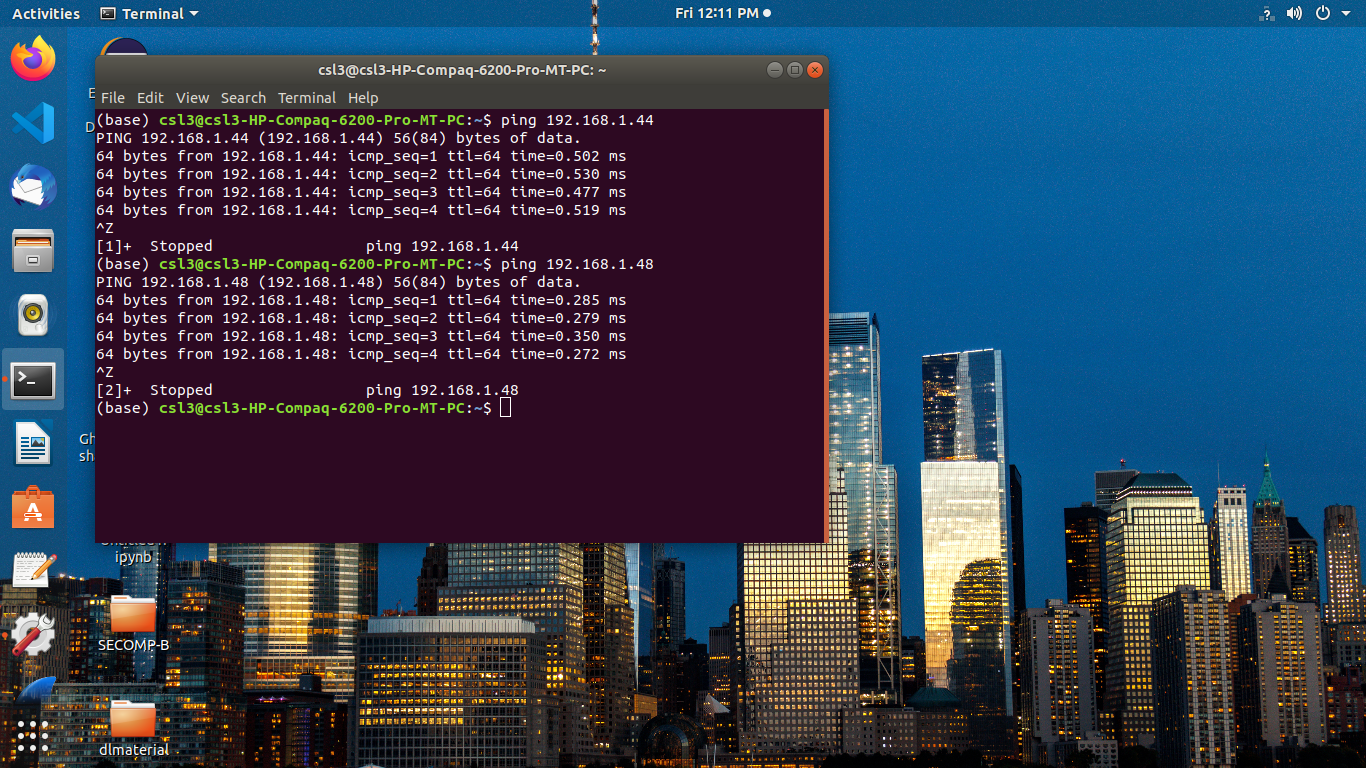 Activities Terminal Fri 12:11 PM
csl3@csl3-HP-Compaq-6200-Pro-MT-PC: ~
File Edit View Search Terminal Help
(base) csl3@csl3-HP-Compaq-6200-Pro-MT-PC:~$ ping 192.168.1.44
PING 192.168.1.44 (192.168.1.44) 56(84) bytes of data.
64 bytes from 192.168.1.44: icmp_seq=1 ttl=64 time=0.502 ms
64 bytes from 192.168.1.44: icmp_seq=2 ttl=64 time=0.530 ms
64 bytes from 192.168.1.44: icmp_seq=3 ttl=64 time=0.477 ms
64 bytes from 192.168.1.44: icmp_seq=4 ttl=64 time=0.519 ms
^Z
[1]+  Stopped                 ping 192.168.1.44
(base) csl3@csl3-HP-Compaq-6200-Pro-MT-PC:~$ ping 192.168.1.48
PING 192.168.1.48 (192.168.1.48) 56(84) bytes of data.
64 bytes from 192.168.1.48: icmp_seq=1 ttl=64 time=0.285 ms
64 bytes from 192.168.1.48: icmp_seq=2 ttl=64 time=0.279 ms
64 bytes from 192.168.1.48: icmp_seq=3 ttl=64 time=0.350 ms
64 bytes from 192.168.1.48: icmp_seq=4 ttl=64 time=0.272 ms
^Z
[2]+  Stopped                 ping 192.168.1.48
(base) csl3@csl3-HP-Compaq-6200-Pro-MT-PC:~$
ipynb
SECOMP-B
dlmaterial